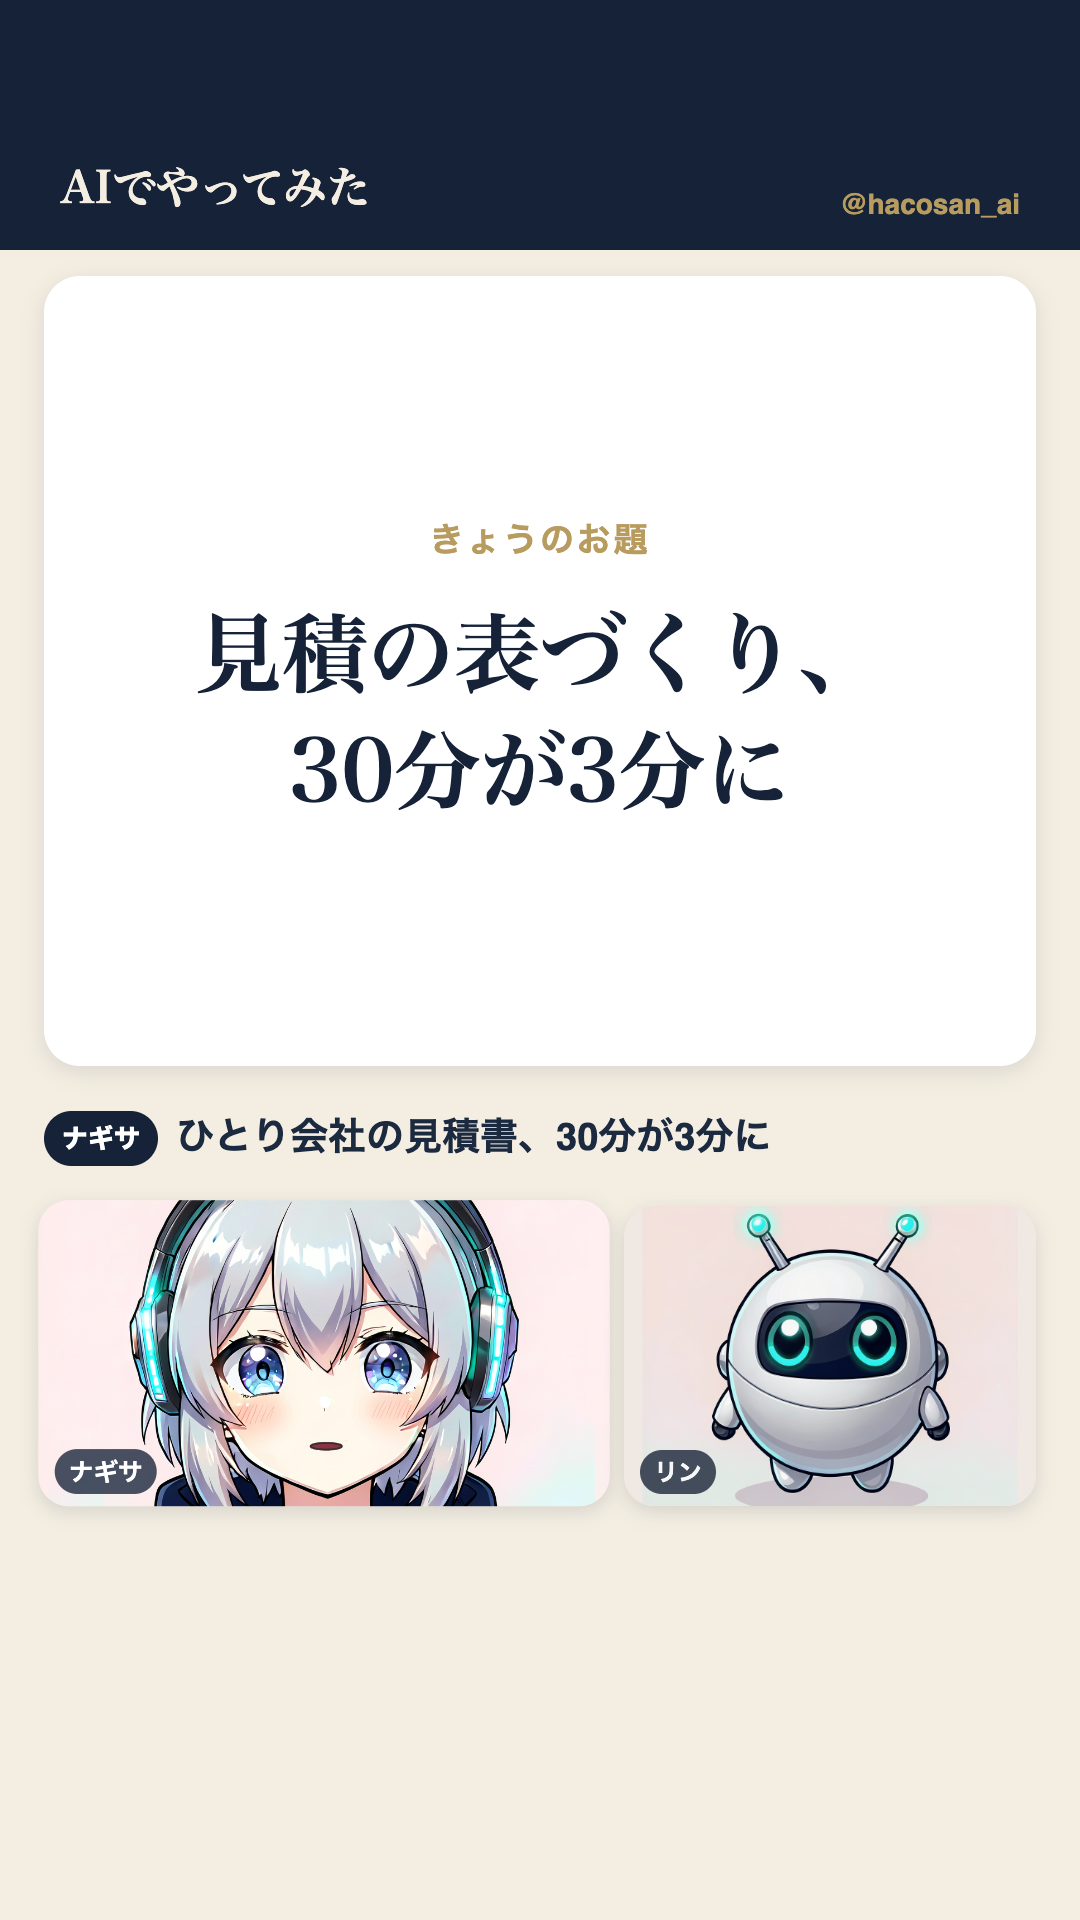 AIでやってみた
@hacosan_ai
きょうのお題
見積の表づくり、
30分が3分に
ナギサ ひとり会社の見積書、30分が3分に
ナギサ
リン